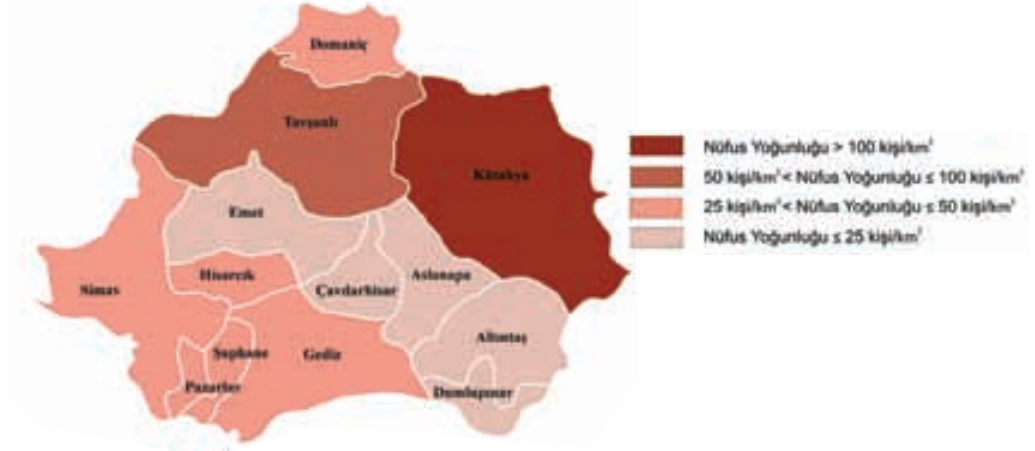 Domaniç
Tavşanlı
Kütahya
Emet
Hisarcık
Simav
Çavdarhisar
Aslanapa
Altıntaş
Şaphane
Gediz
Pazarlar
Dumlupınar
Nüfus Yoğunluğu > 100 kişi/km²
50 kişi/km² < Nüfus Yoğunluğu ≤ 100 kişi/km²
25 kişi/km² < Nüfus Yoğunluğu ≤ 50 kişi/km²
Nüfus Yoğunluğu ≤ 25 kişi/km²